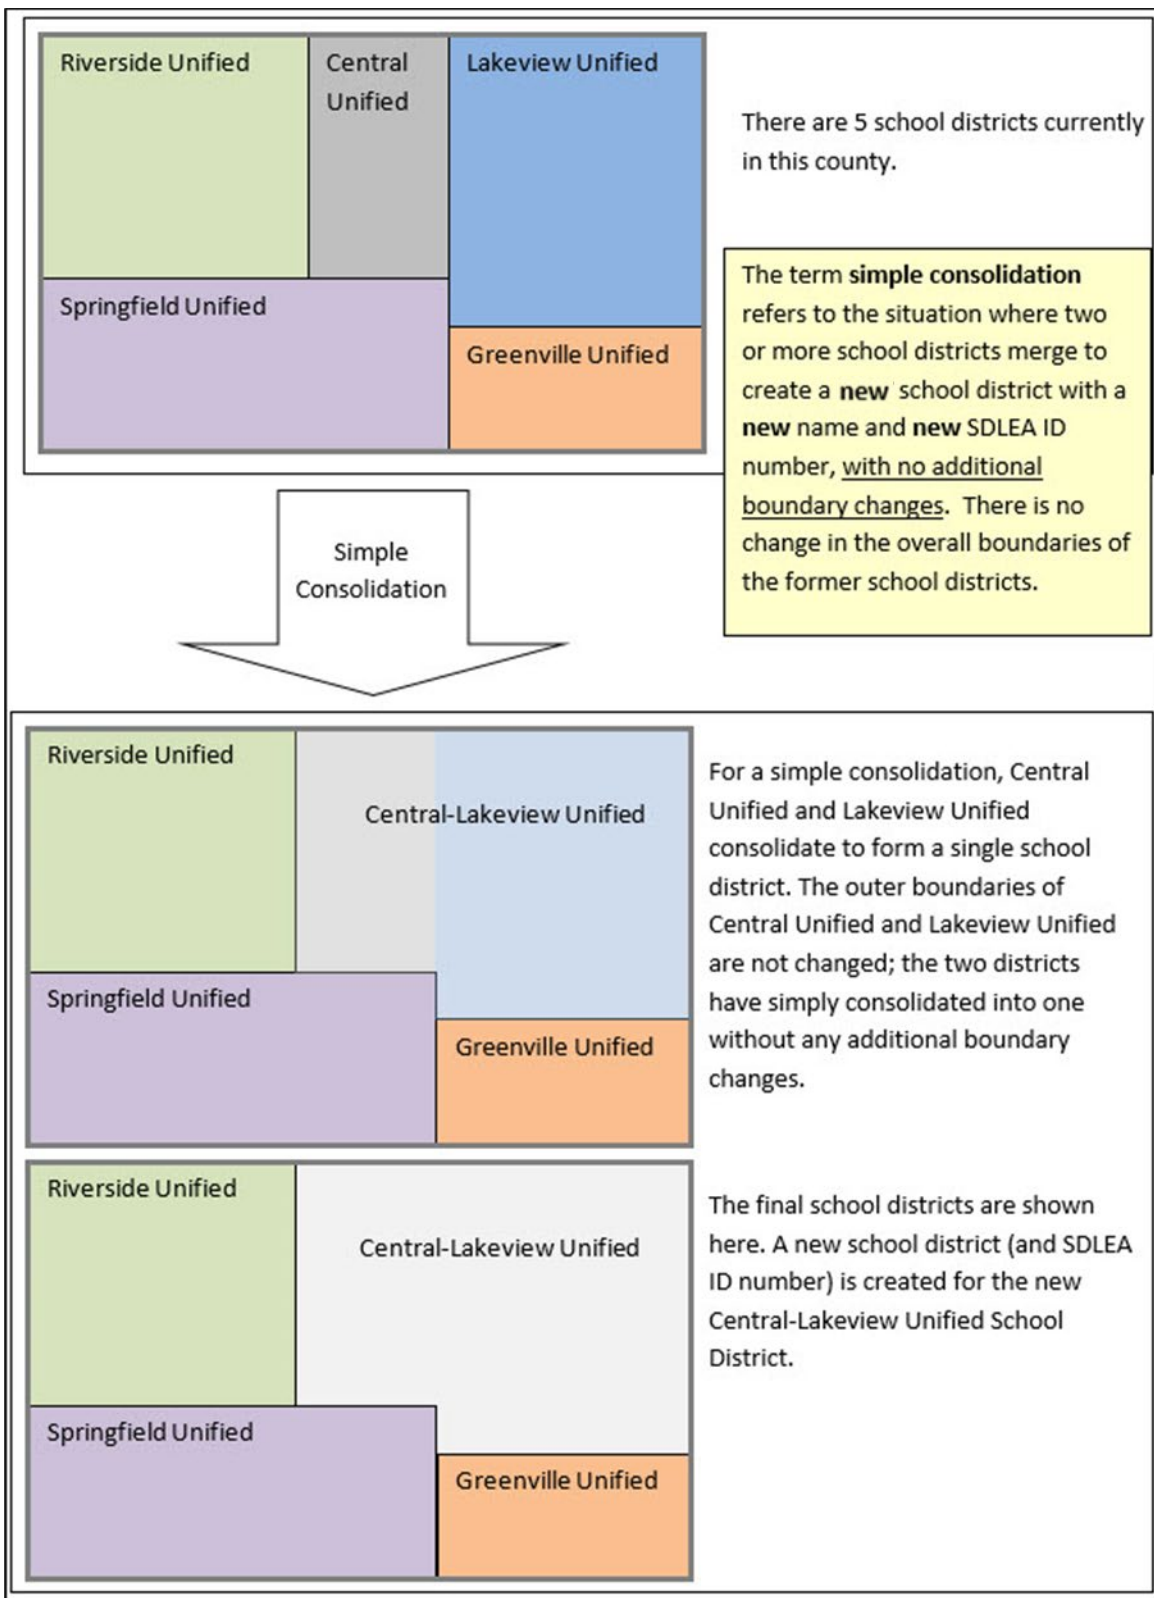 Riverside Unified
Central
Unified
Lakeview Unified
Springfield Unified
Greenville Unified
There are 5 school districts currently
in this county.
The term simple consolidation
refers to the situation where two
or more school districts merge to
create a new school district with a
new name and new SDLEA ID
number, with no additional
boundary changes.  There is no
change in the overall boundaries of
the former school districts.
Simple
Consolidation
Riverside Unified
Central-Lakeview Unified
Springfield Unified
Greenville Unified
For a simple consolidation, Central
Unified and Lakeview Unified
consolidate to form a single school
district. The outer boundaries of
Central Unified and Lakeview Unified
are not changed; the two districts
have simply consolidated into one
without any additional boundary
changes.
Riverside Unified
Central-Lakeview Unified
Springfield Unified
Greenville Unified
The final school districts are shown
here. A new school district (and SDLEA
ID number) is created for the new
Central-Lakeview Unified School
District.